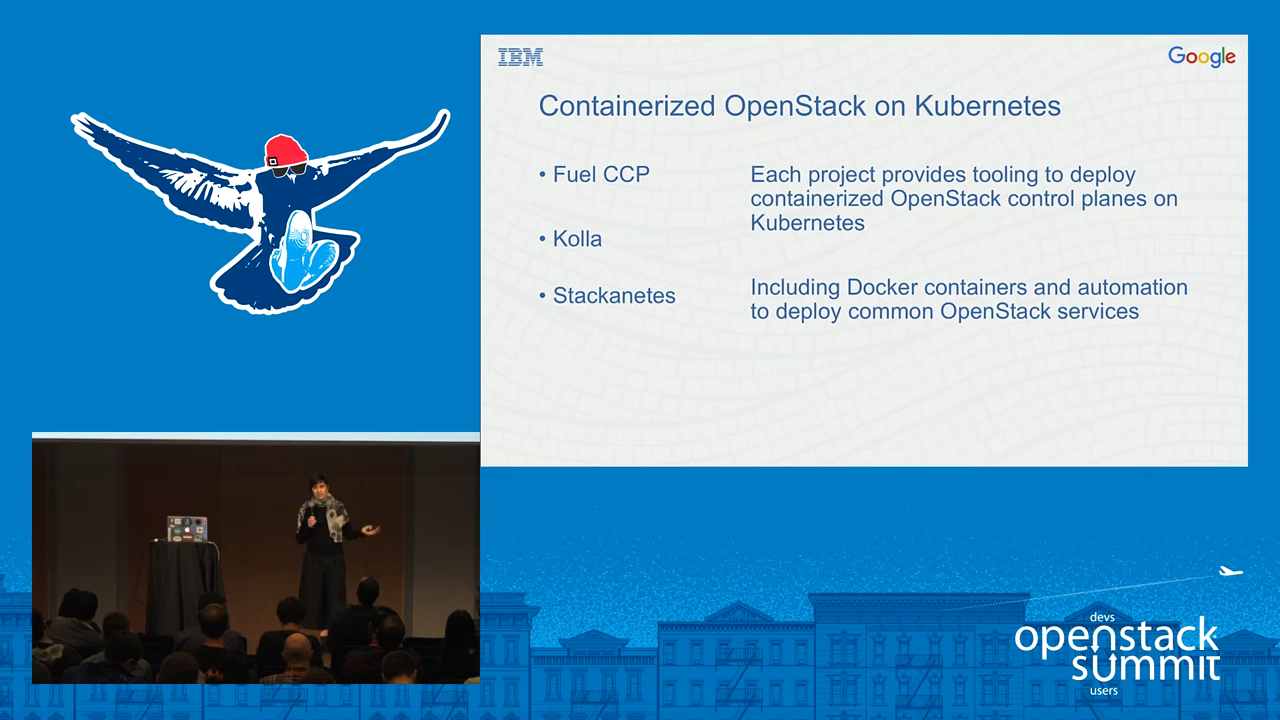 IBM
Google
Containerized OpenStack on Kubernetes
• Fuel CCP
• Kolla
• Stackanetes
Each project provides tooling to deploy
containerized OpenStack control planes on
Kubernetes
Including Docker containers and automation
to deploy common OpenStack services
devs
openstack
summit
users